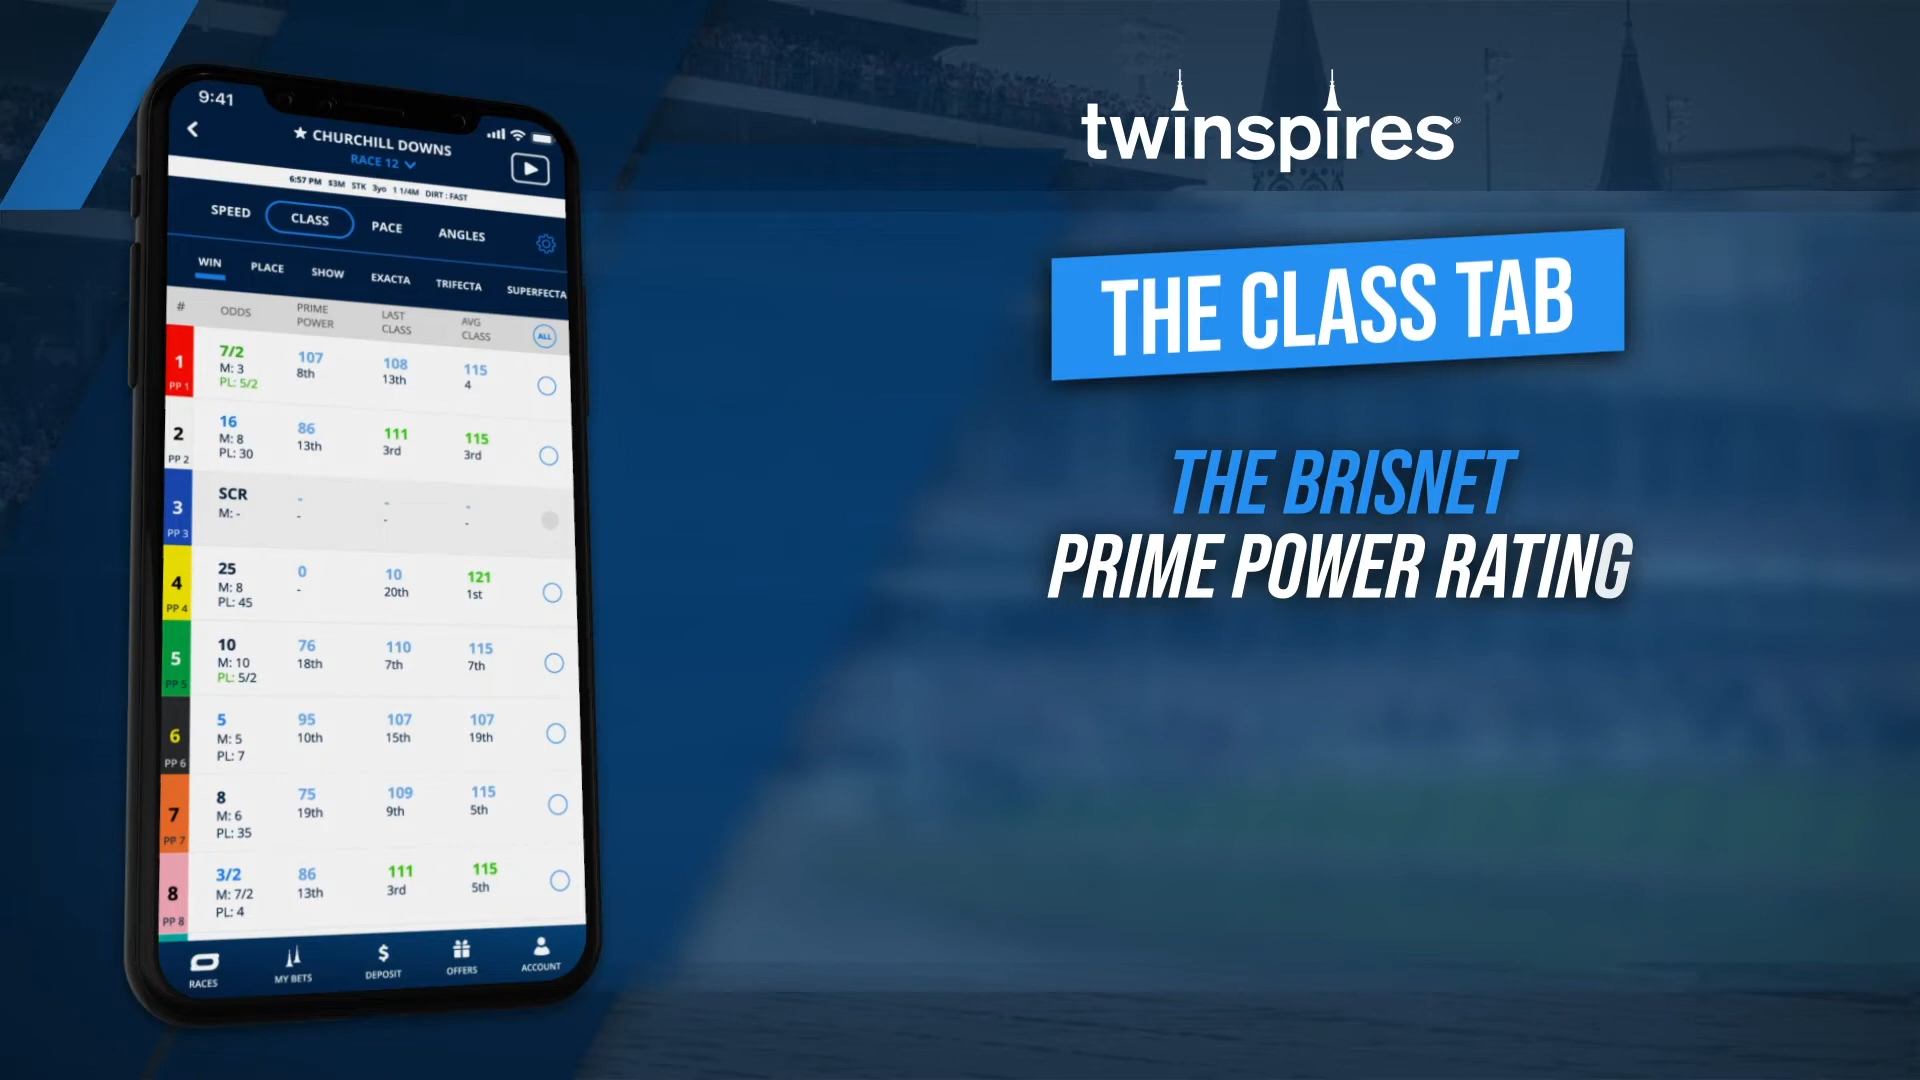 9:41
★ CHURCHILL DOWNS
RACE 12
6:57 PM $3M STK 3yo 1 1/4M DIRT : FAST
SPEED CLASS PACE ANGLES
WIN PLACE SHOW EXACTA TRIFECTA SUPERFECTA
# ODDS PRIME POWER LAST CLASS AVG CLASS ALL
1 7/2 107 108 115
M: 3 8th 13th 4
PP 1 PL: 5/2
2 16 86 111 115
M: 8 13th 3rd 3rd
PP 2 PL: 30
3 SCR - - -
M: - - - -
PP 3
4 25 0 10 121
M: 8 - 20th 1st
PP 4 PL: 45
5 10 76 110 115
M: 10 18th 7th 7th
PP 5 PL: 5/2
6 5 95 107 107
M: 5 10th 15th 19th
PP 6 PL: 7
7 8 75 109 115
M: 6 19th 9th 5th
PP 7 PL: 35
8 3/2 86 111 115
M: 7/2 13th 3rd 5th
PP 8 PL: 4
RACES MY BETS DEPOSIT OFFERS ACCOUNT
twinspires®
THE CLASS TAB
THE BRISNET
PRIME POWER RATING